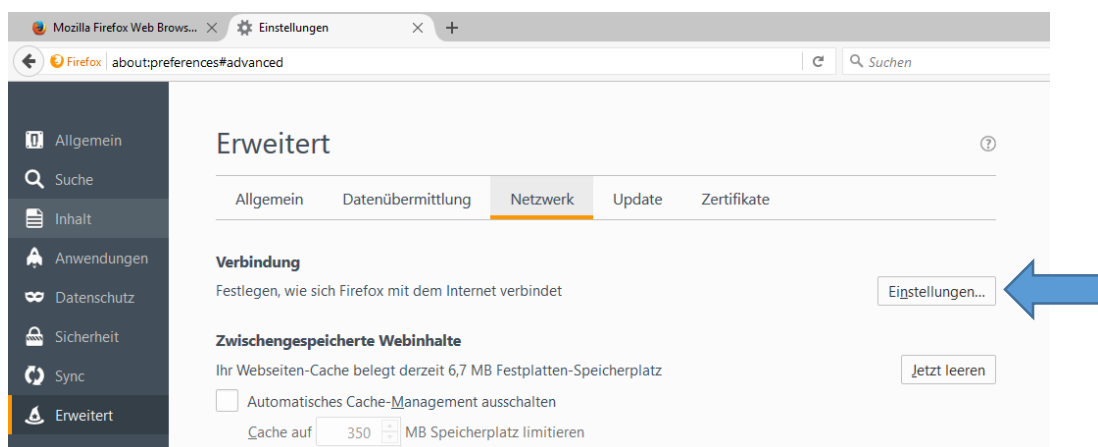 Mozilla Firefox Web Brows...
Einstellungen
Firefox about:preferences#advanced
Suchen
Allgemein
Suche
Inhalt
Anwendungen
Datenschutz
Sicherheit
Sync
Erweitert
Erweitert
Allgemein Datenübermittlung Netzwerk Update Zertifikate
Verbindung
Festlegen, wie sich Firefox mit dem Internet verbindet
Einstellungen...
Zwischengespeicherte Webinhalte
Ihr Webseiten-Cache belegt derzeit 6,7 MB Festplatten-Speicherplatz
Jetzt leeren
Automatisches Cache-Management ausschalten
Cache auf 350 MB Speicherplatz limitieren